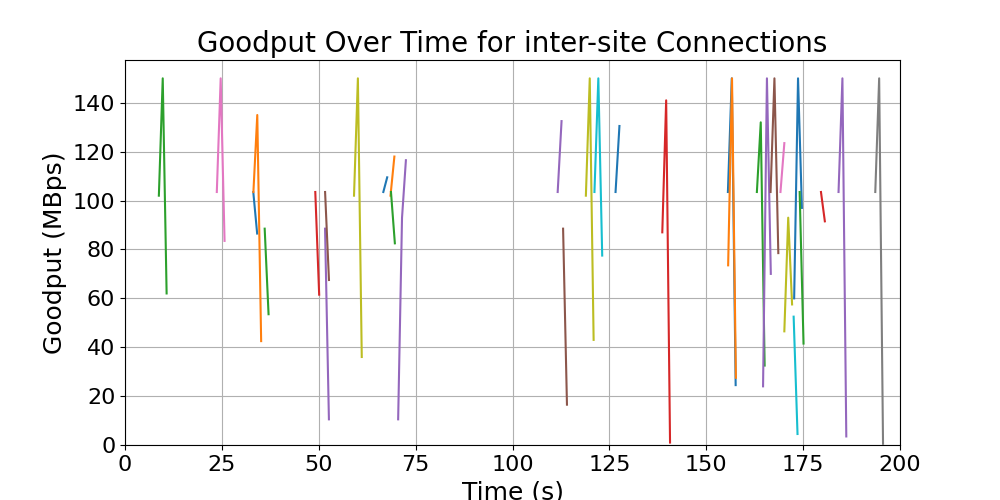 Goodput Over Time for inter-site Connections
Goodput (MBps)
140
120
100
80
60
40
20
0
0 25 50 75 100 125 150 175 200
Time (s)